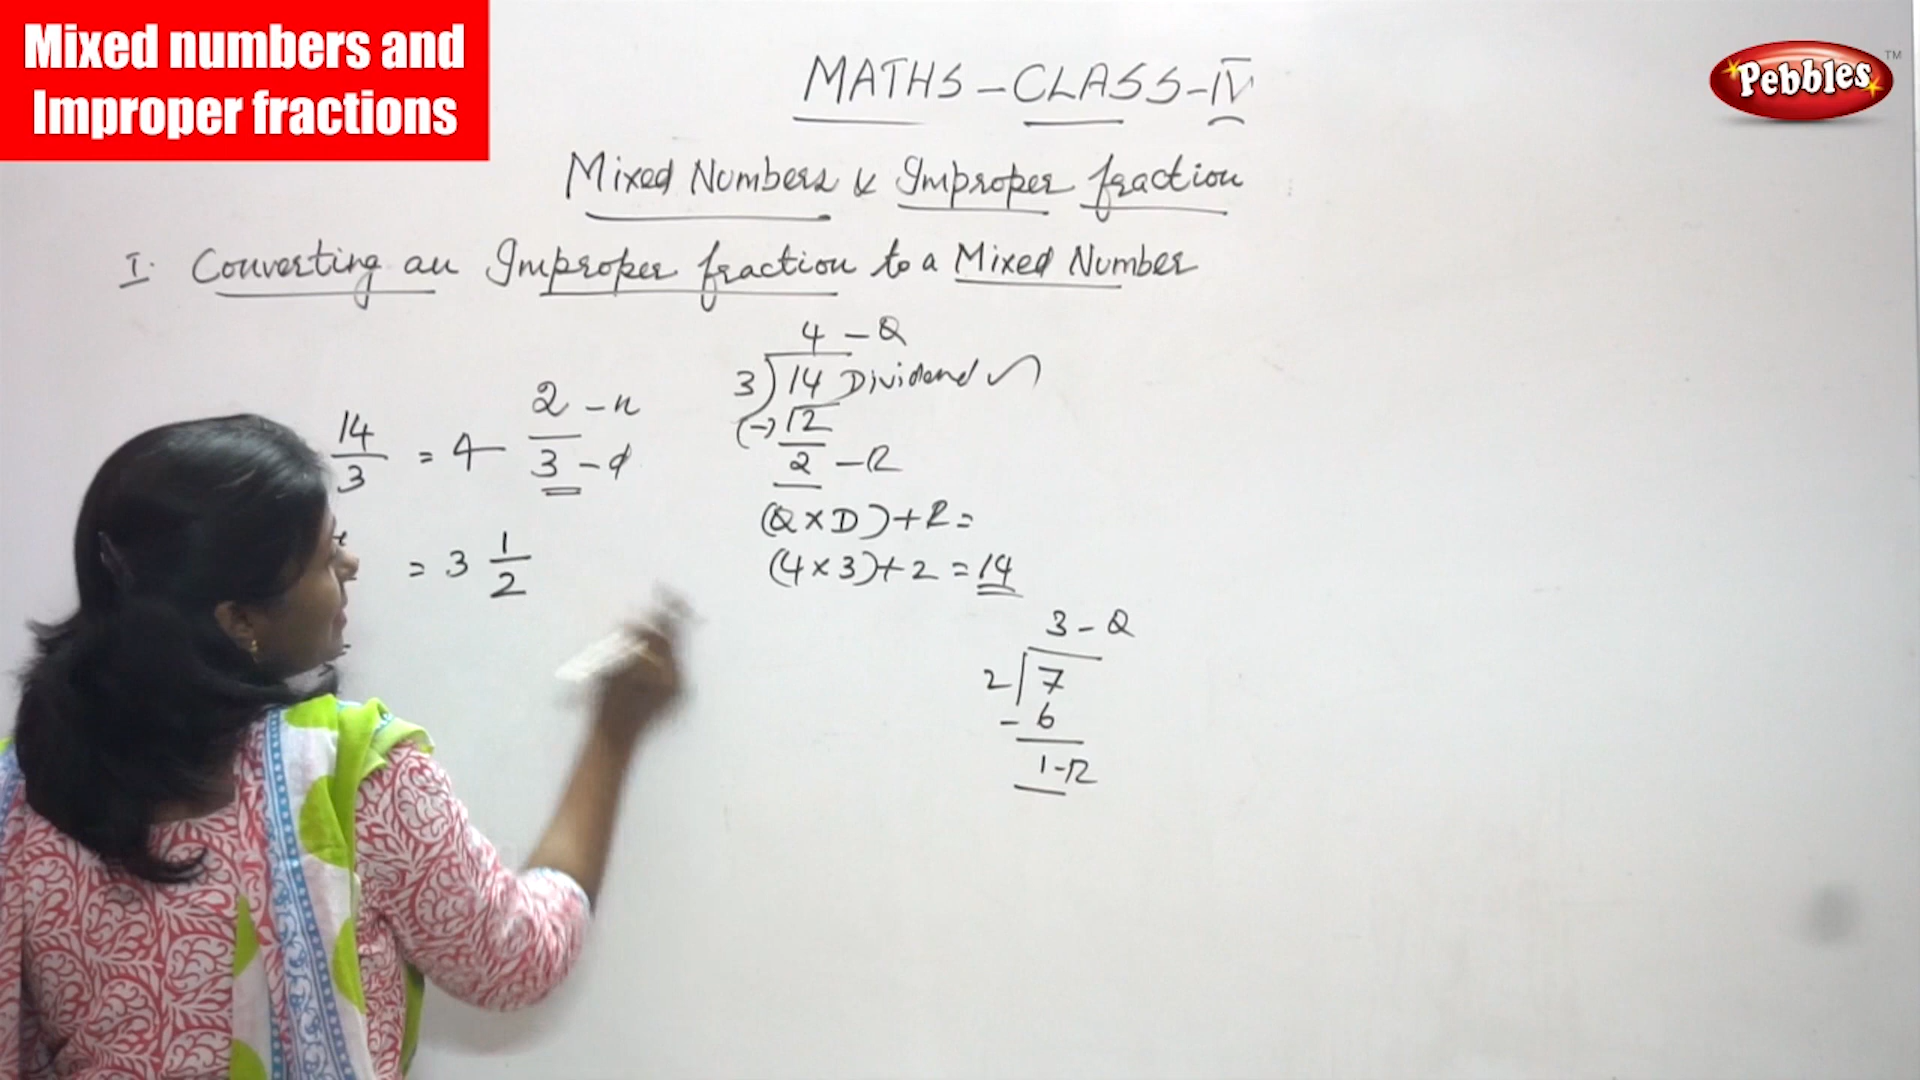 Mixed numbers and
Improper fractions
Pebbles TM
MATHS – CLASS – IV
Mixed Numbers & Improper fraction
I. Converting an Improper fraction to a Mixed Number
14/3 = 4 2 – n / 3 – d
4 – Q
3 ) 14 Dividend ✓
(–) 12
2 – R
(Q × D) + R =
(4 × 3) + 2 = 14
= 3 1/2
3 – Q
2 ) 7
– 6
1 – R